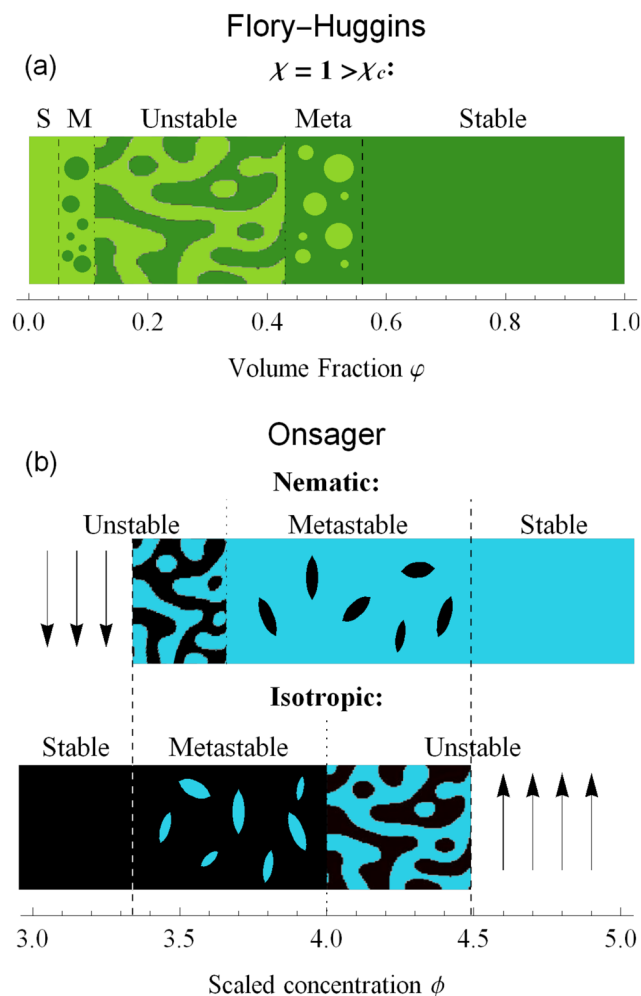 Flory–Huggins
(a)
χ = 1 >χc:
S M Unstable Meta Stable
0.0 0.2 0.4 0.6 0.8 1.0
Volume Fraction φ
Onsager
(b)
Nematic:
Unstable Metastable Stable
Isotropic:
Stable Metastable Unstable
3.0 3.5 4.0 4.5 5.0
Scaled concentration ϕ